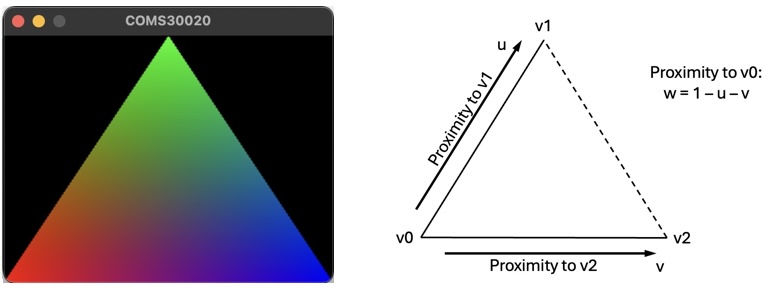 COMS30020
v1
u
Proximity to v1
Proximity to v0:
w = 1 – u – v
v0
v2
Proximity to v2
v